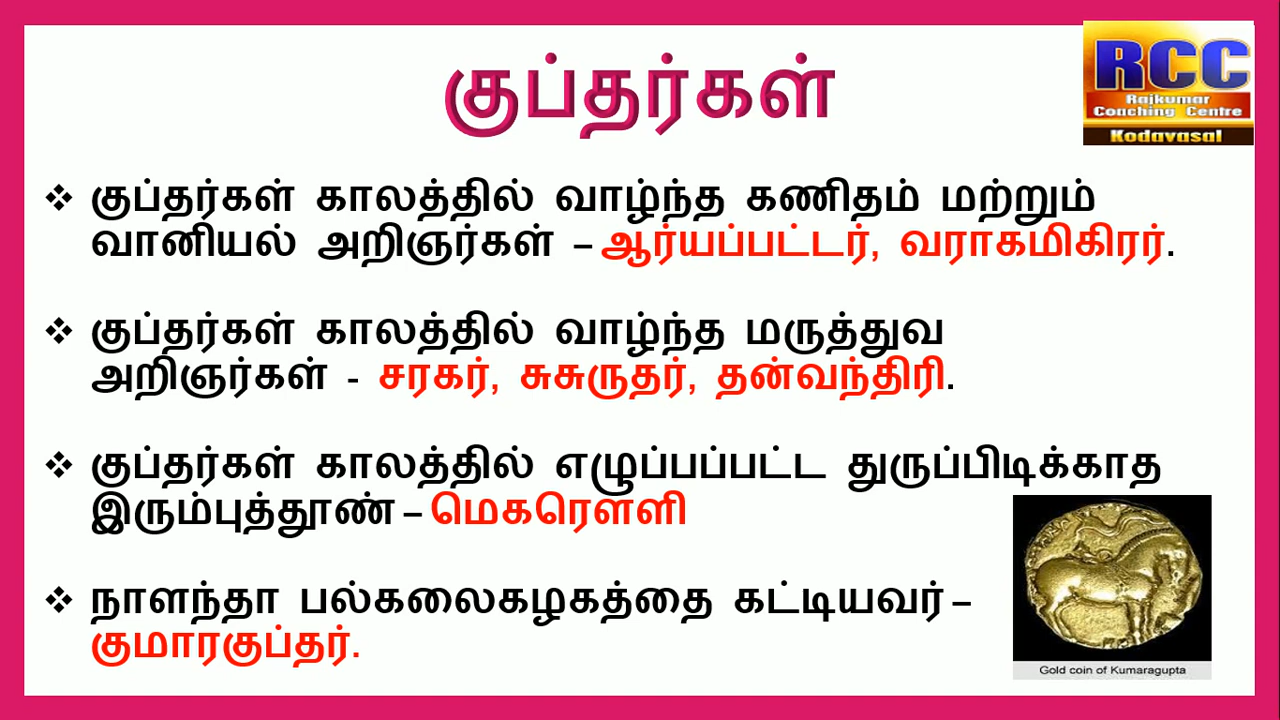 குப்தர்கள்
RCC
Rajkumar
Coaching Centre
Kodavasal
❖ குப்தர்கள் காலத்தில் வாழ்ந்த கணிதம் மற்றும்
வானியல் அறிஞர்கள் – ஆர்யப்பட்டர், வராகமிகிரர்.
❖ குப்தர்கள் காலத்தில் வாழ்ந்த மருத்துவ
அறிஞர்கள் - சரகர், சுசுருதர், தன்வந்திரி.
❖ குப்தர்கள் காலத்தில் எழுப்பப்பட்ட துருப்பிடிக்காத
இரும்புத்தூண் – மெகரௌளி
❖ நாளந்தா பல்கலைகழகத்தை கட்டியவர் –
குமாரகுப்தர்.
Gold coin of Kumaragupta